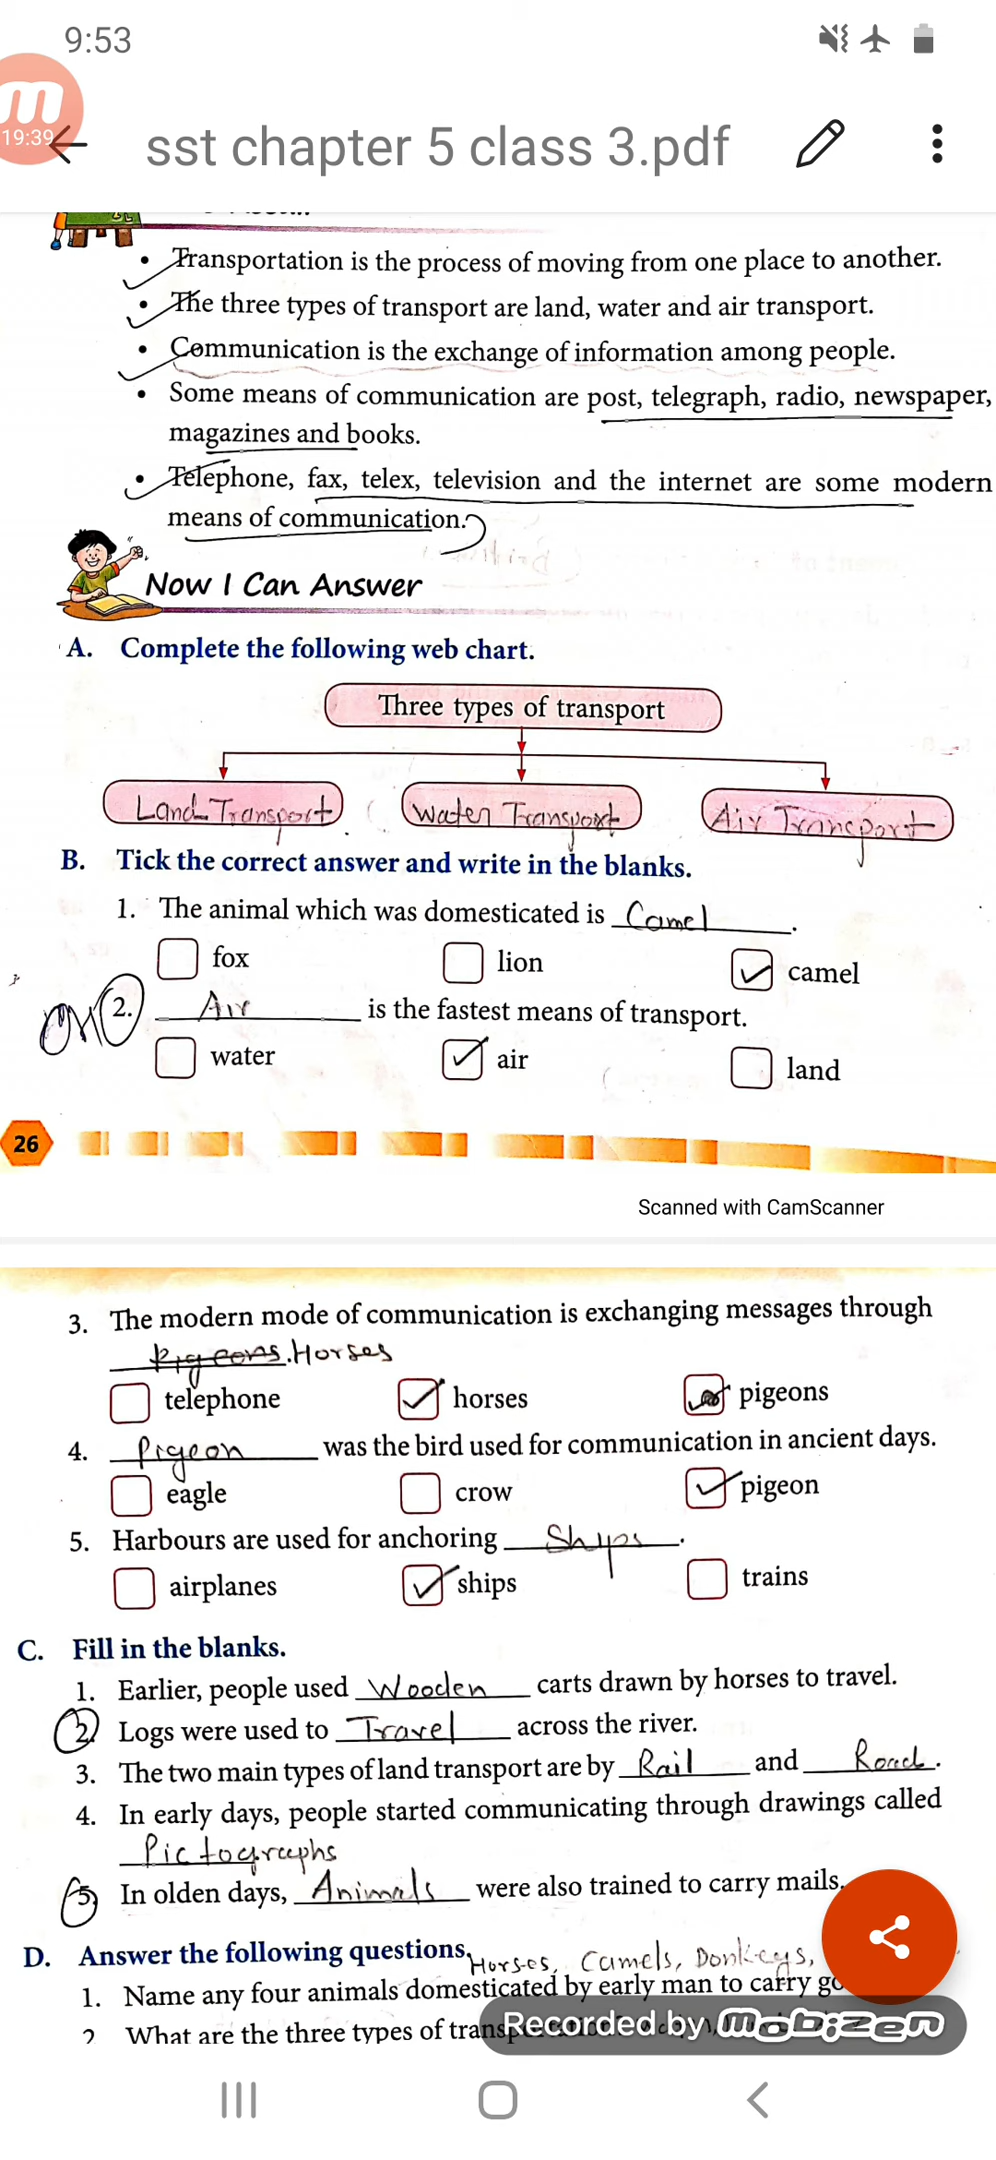 9:53
19:39
sst chapter 5 class 3.pdf
• Transportation is the process of moving from one place to another.
• The three types of transport are land, water and air transport.
• Communication is the exchange of information among people.
• Some means of communication are post, telegraph, radio, newspaper,
magazines and books.
• Telephone, fax, telex, television and the internet are some modern
means of communication.
Now I Can Answer
A. Complete the following web chart.
Three types of transport
Land Transport Water Transport Air Transport
B. Tick the correct answer and write in the blanks.
1. The animal which was domesticated is Camel.
fox lion camel
2. Air is the fastest means of transport.
water air land
26
Scanned with CamScanner
3. The modern mode of communication is exchanging messages through
Pigeons. Horses
telephone horses pigeons
4. Pigeon was the bird used for communication in ancient days.
eagle crow pigeon
5. Harbours are used for anchoring Ships.
airplanes ships trains
C. Fill in the blanks.
1. Earlier, people used Wooden carts drawn by horses to travel.
2. Logs were used to Travel across the river.
3. The two main types of land transport are by Rail and Road.
4. In early days, people started communicating through drawings called
Pictographs
5. In olden days, Animals were also trained to carry mails.
D. Answer the following questions.
Horses, Camels, Donkeys,
1. Name any four animals domesticated by early man to carry
2 What are the three types of
Recorded by Mobizen